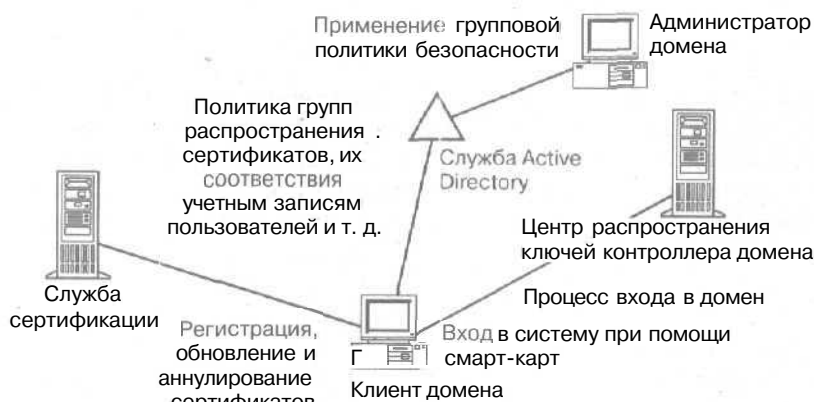 Применение групповой
политики безопасности
Администратор
домена
Политика групп
распространения .
сертификатов, их
соответствия
учетным записям
пользователей и т. д.
Служба Active
Directory
Центр распространения
ключей контроллера домена
Служба
сертификации
Процесс входа в домен
Регистрация,
обновление и
аннулирование
сертификатов
Вход в систему при помощи
смарт-карт
Г
Клиент домена